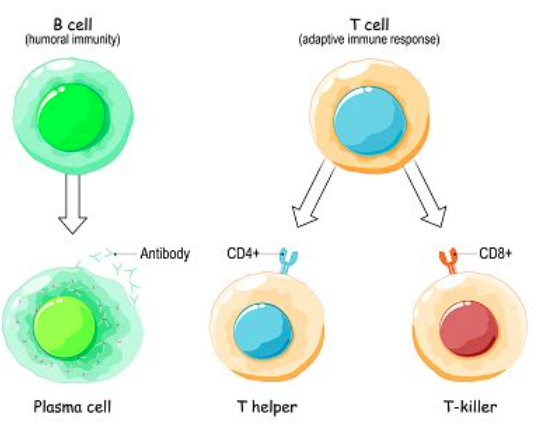 B cell
(humoral immunity)
T cell
(adaptive immune response)
Antibody
CD4+
CD8+
Plasma cell
T helper
T-killer